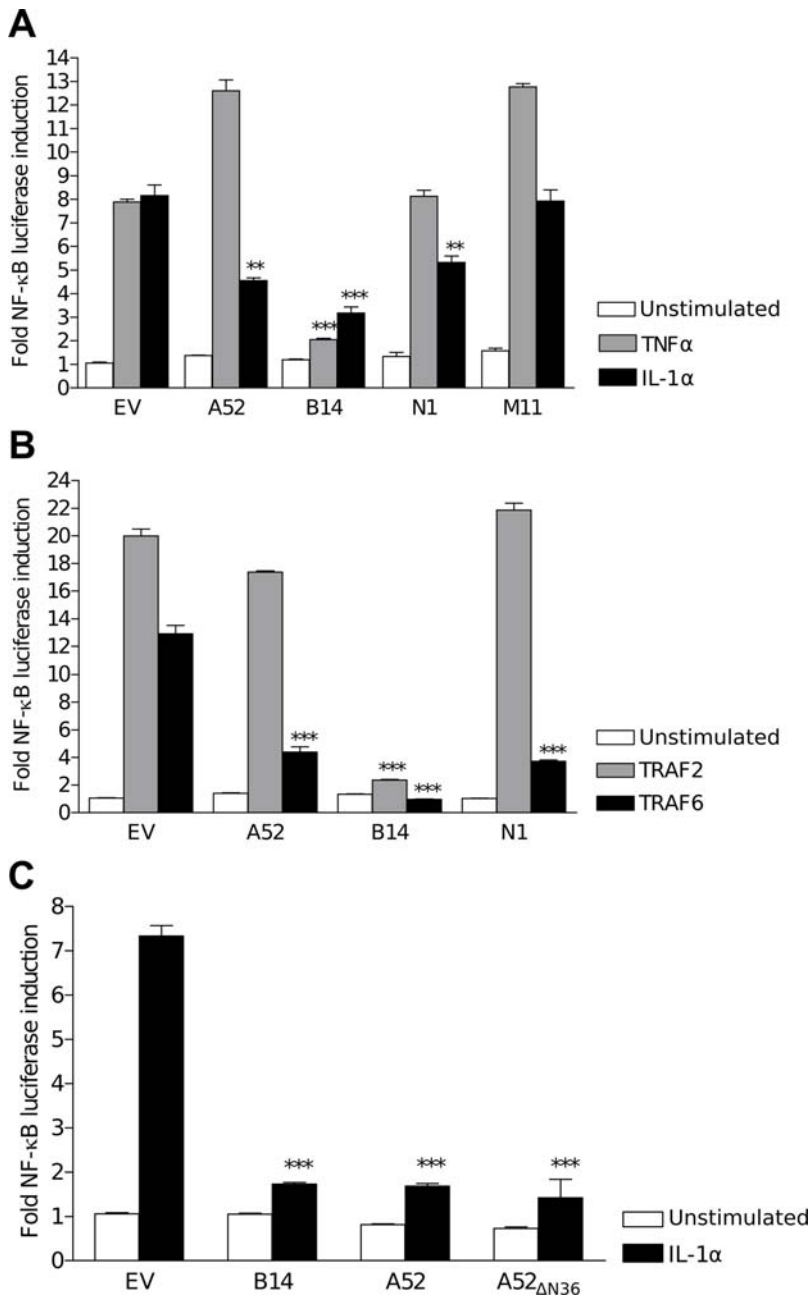 A
Fold NF-κB luciferase induction
14
13
12
11
10
9
8
7
6
5
4
3
2
1
0
**
***
***
**
EV A52 B14 N1 M11
Unstimulated
TNFα
IL-1α
B
Fold NF-κB luciferase induction
24
22
20
18
16
14
12
10
8
6
4
2
0
***
***
***
***
EV A52 B14 N1
Unstimulated
TRAF2
TRAF6
C
Fold NF-κB luciferase induction
8
7
6
5
4
3
2
1
0
*** *** ***
EV B14 A52 A52ΔN36
Unstimulated
IL-1α